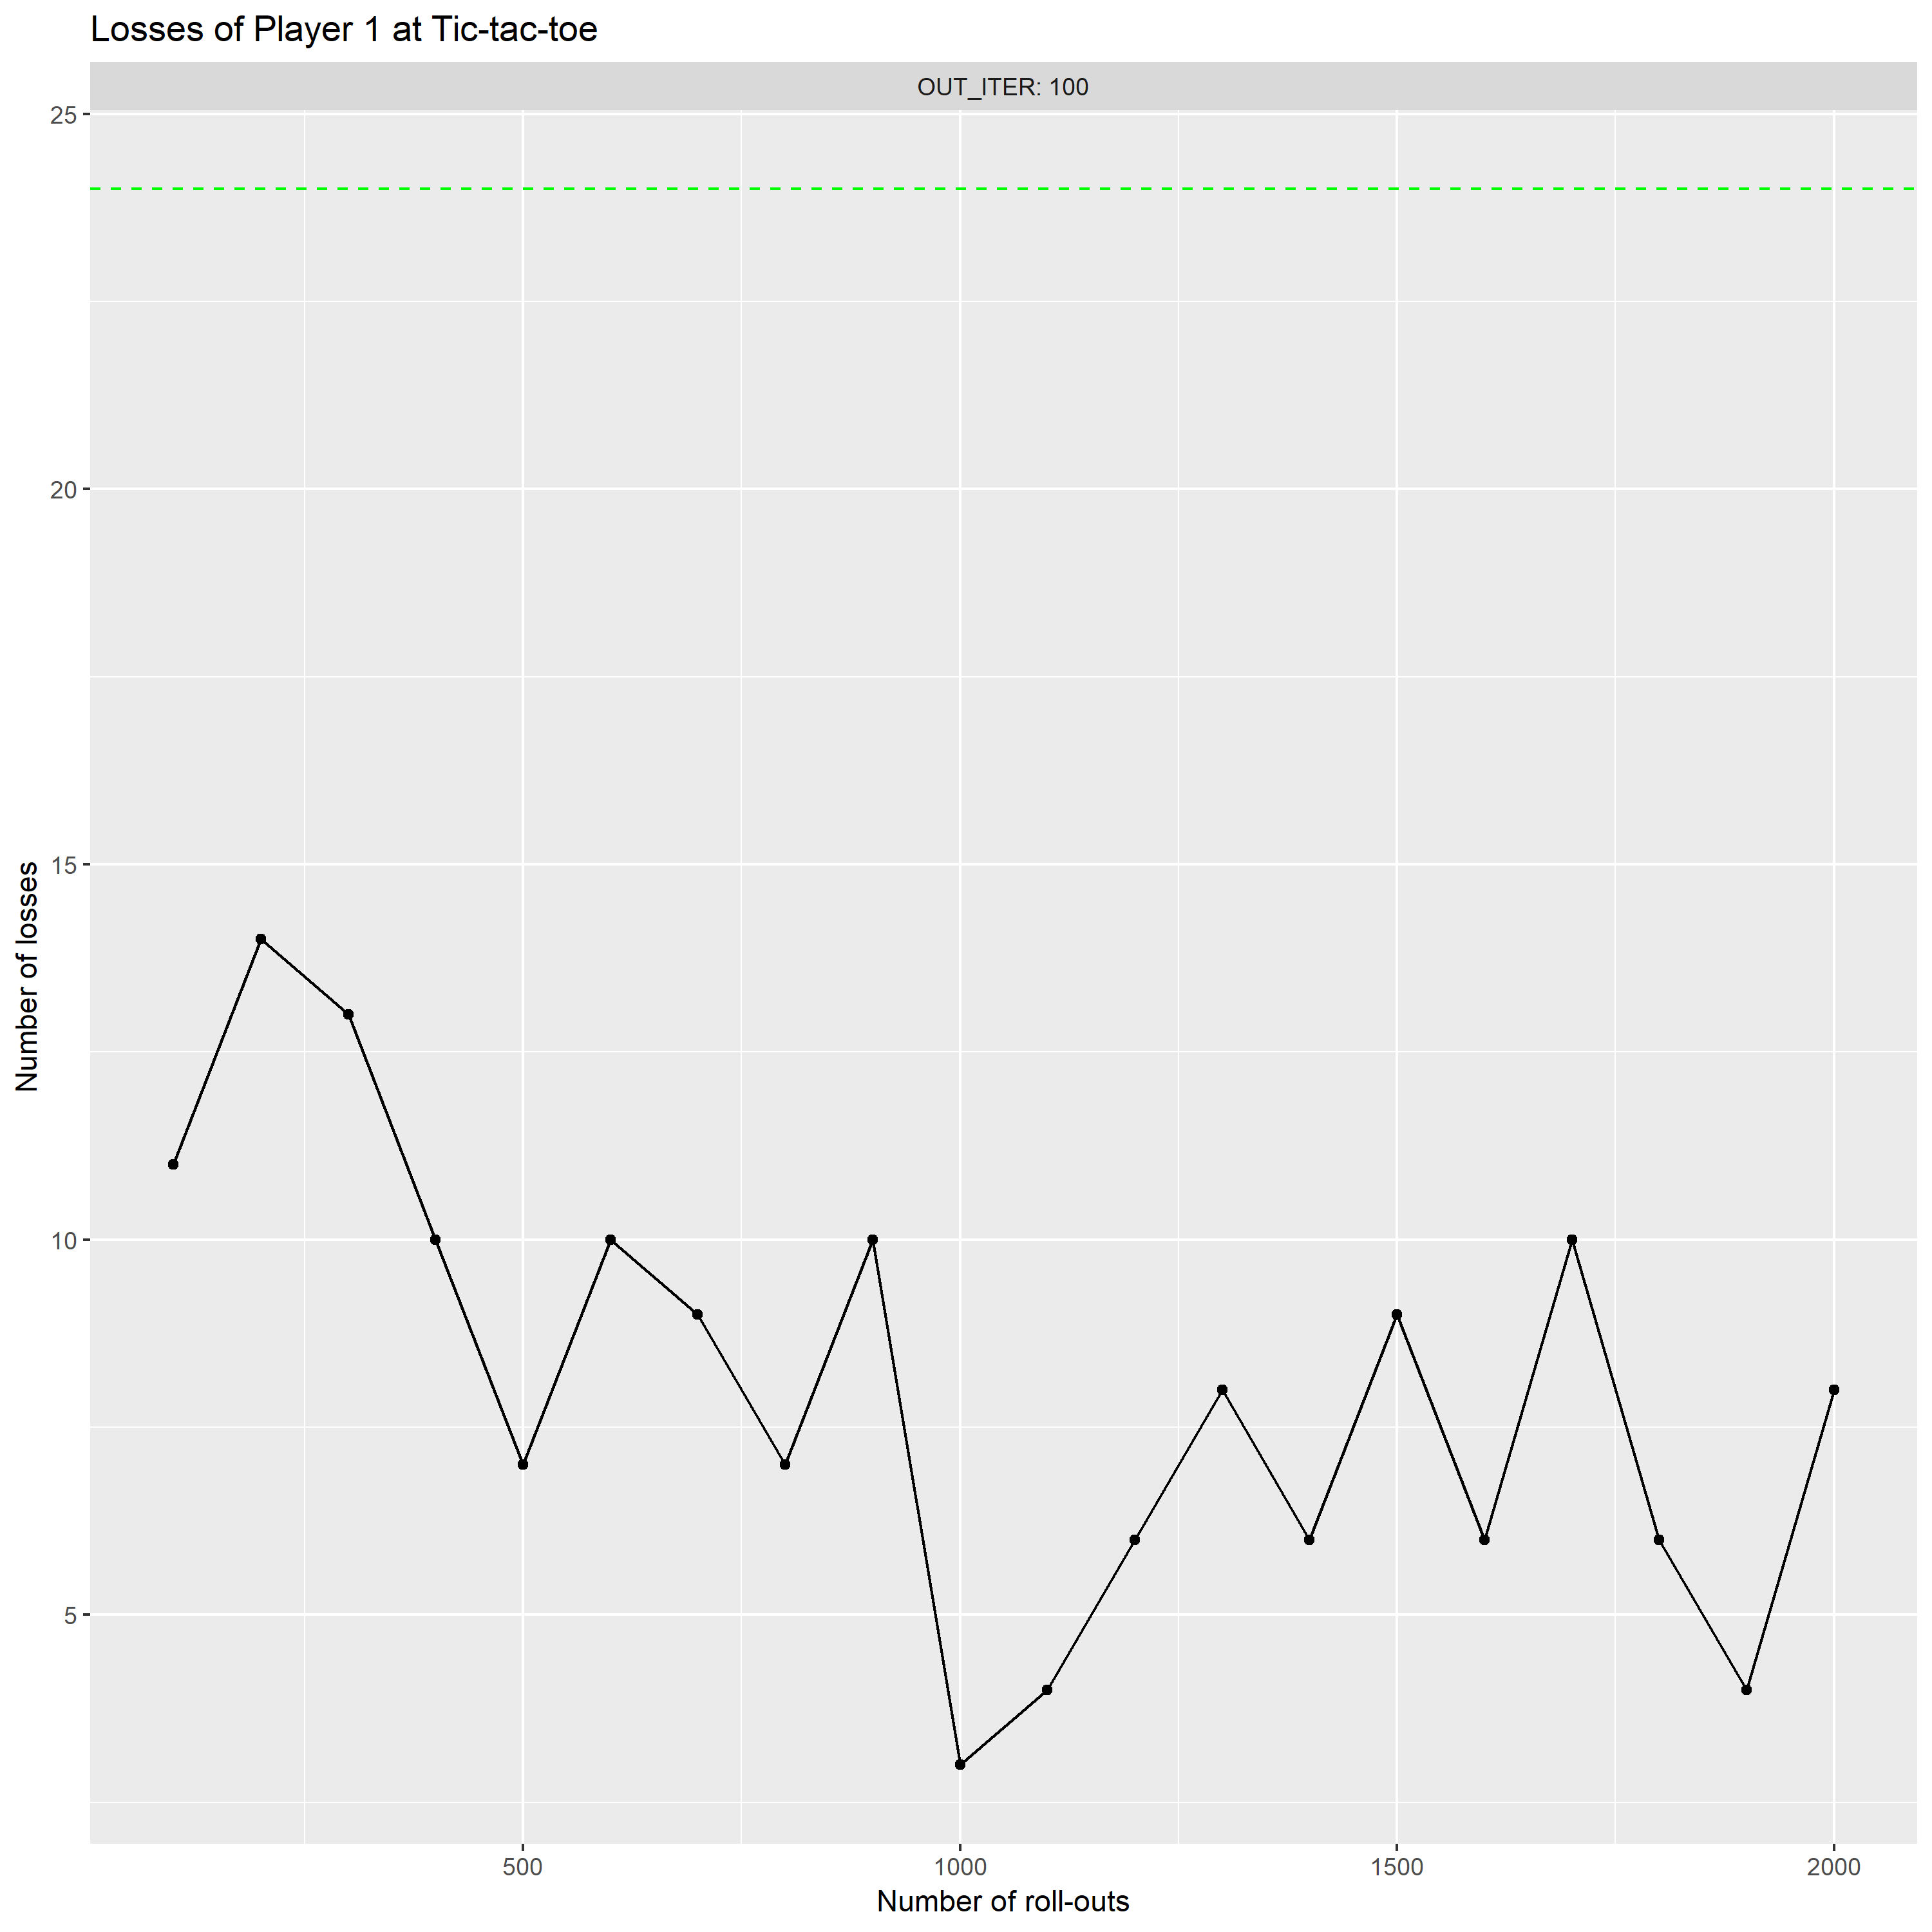 Losses of Player 1 at Tic-tac-toe
OUT_ITER: 100
25
20
15
10
5
Number of losses
500
1000
1500
2000
Number of roll-outs